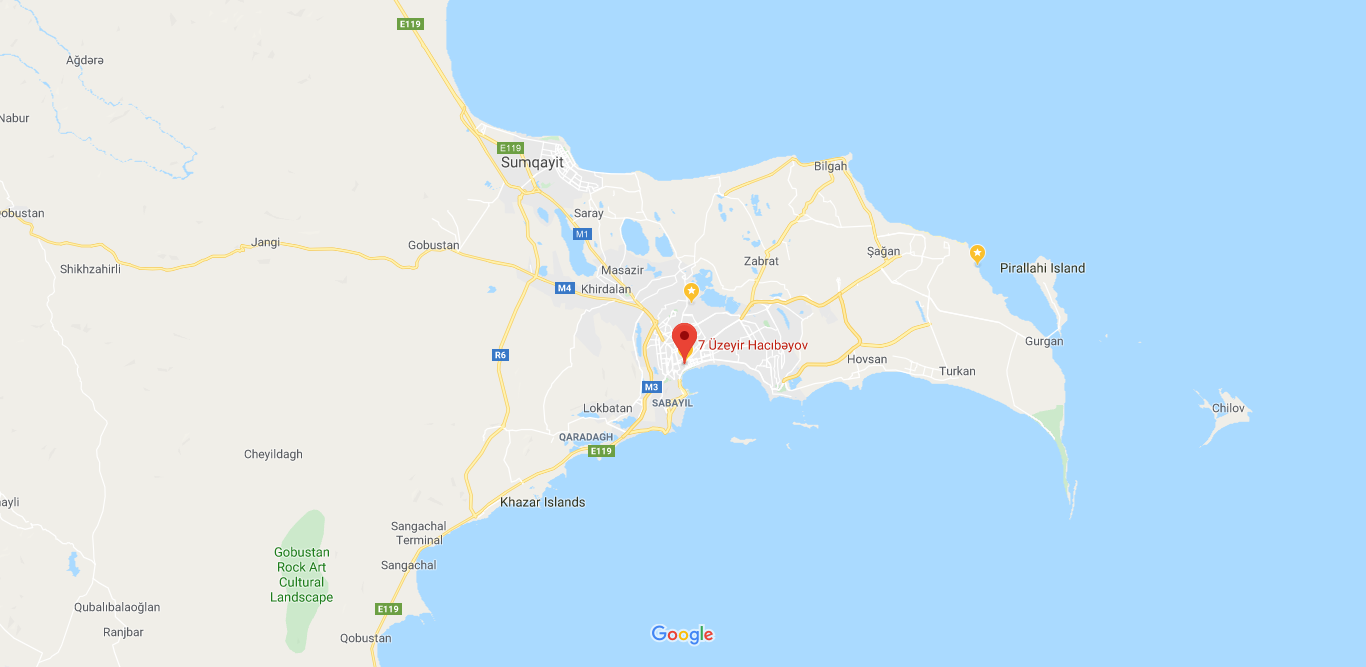 E119
Ağdərə
Nabur
E119
Sumqayit
Bilgah
Saray
M1
Jangi
Gobustan
Şağan
Zabrat
Pirallahi Island
Shikhzahirli
Masazir
M4
Khirdalan
7 Üzeyir Hacıbəyov
Gurgan
R6
Hovsan
Turkan
M3
SABAYIL
Lokbatan
Chilov
QARADAGH
E119
Cheyildagh
Khazar Islands
Sangachal
Terminal
Gobustan
Rock Art
Cultural
Landscape
Sangachal
Qubalıbalaoğlan
E119
Ranjbar
Qobustan
Google